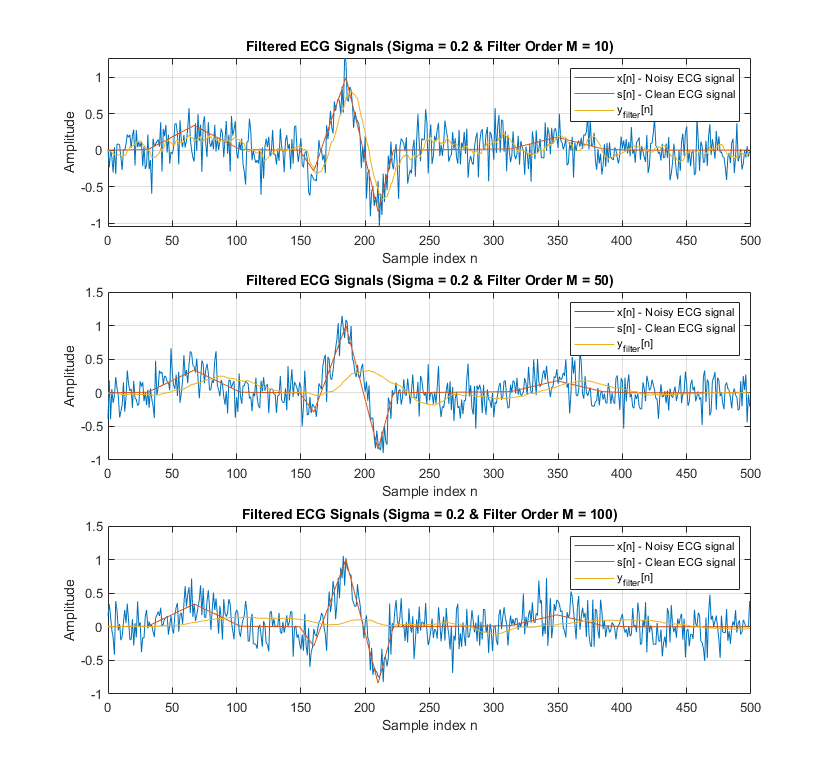 Filtered ECG Signals (Sigma = 0.2 & Filter Order M = 10)
x[n] - Noisy ECG signal
s[n] - Clean ECG signal
y_filter[n]
1
0.5
0
-0.5
-1
Amplitude
0 50 100 150 200 250 300 350 400 450 500
Sample index n
Filtered ECG Signals (Sigma = 0.2 & Filter Order M = 50)
x[n] - Noisy ECG signal
s[n] - Clean ECG signal
y_filter[n]
1.5
1
0.5
0
-0.5
-1
Amplitude
0 50 100 150 200 250 300 350 400 450 500
Sample index n
Filtered ECG Signals (Sigma = 0.2 & Filter Order M = 100)
x[n] - Noisy ECG signal
s[n] - Clean ECG signal
y_filter[n]
1.5
1
0.5
0
-0.5
-1
Amplitude
0 50 100 150 200 250 300 350 400 450 500
Sample index n